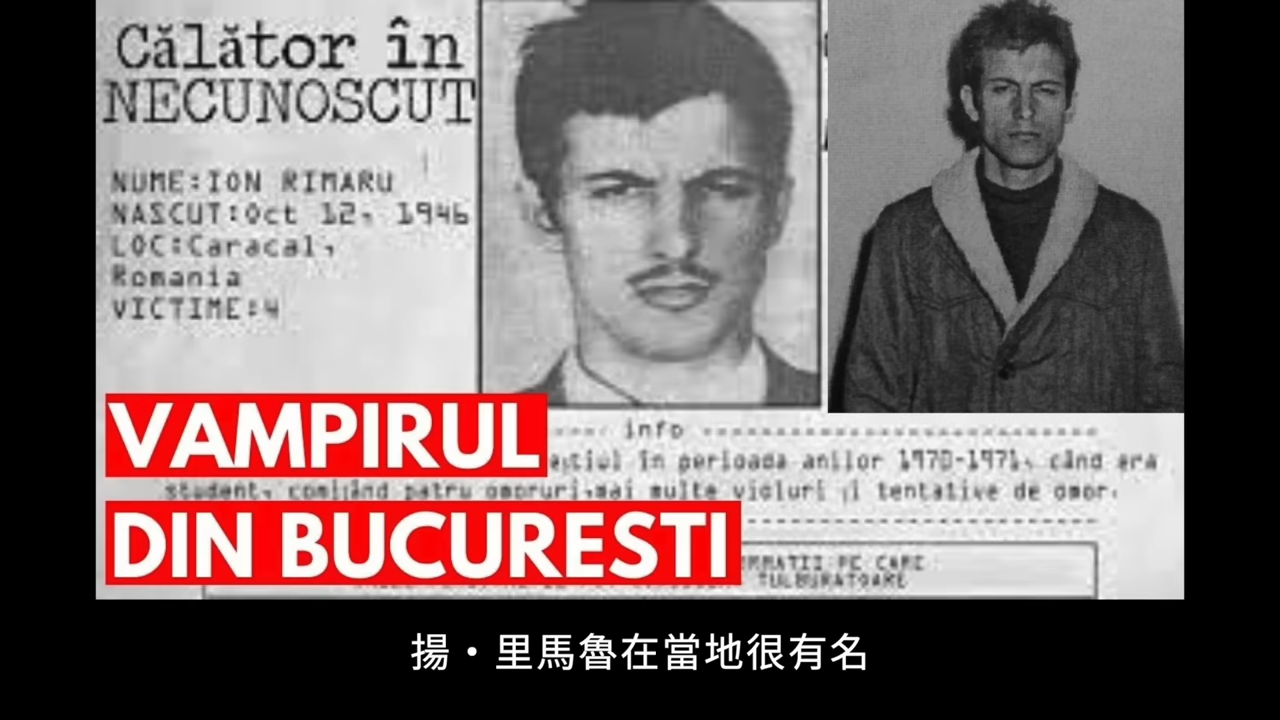 Călător în
NECUNOSCUT
NUME:ION RIMARU
NASCUT:Oct 12, 1946
LOC:Caracal,
Romania
VICTIME:4
info
în perioada anilor 1970-1971, când era
student, comițând patru omoruri,mai multe violuri și tentative de omor.
PE CARE
TULBURATOARE
VAMPIRUL
DIN BUCURESTI
揚·里馬魯在當地很有名